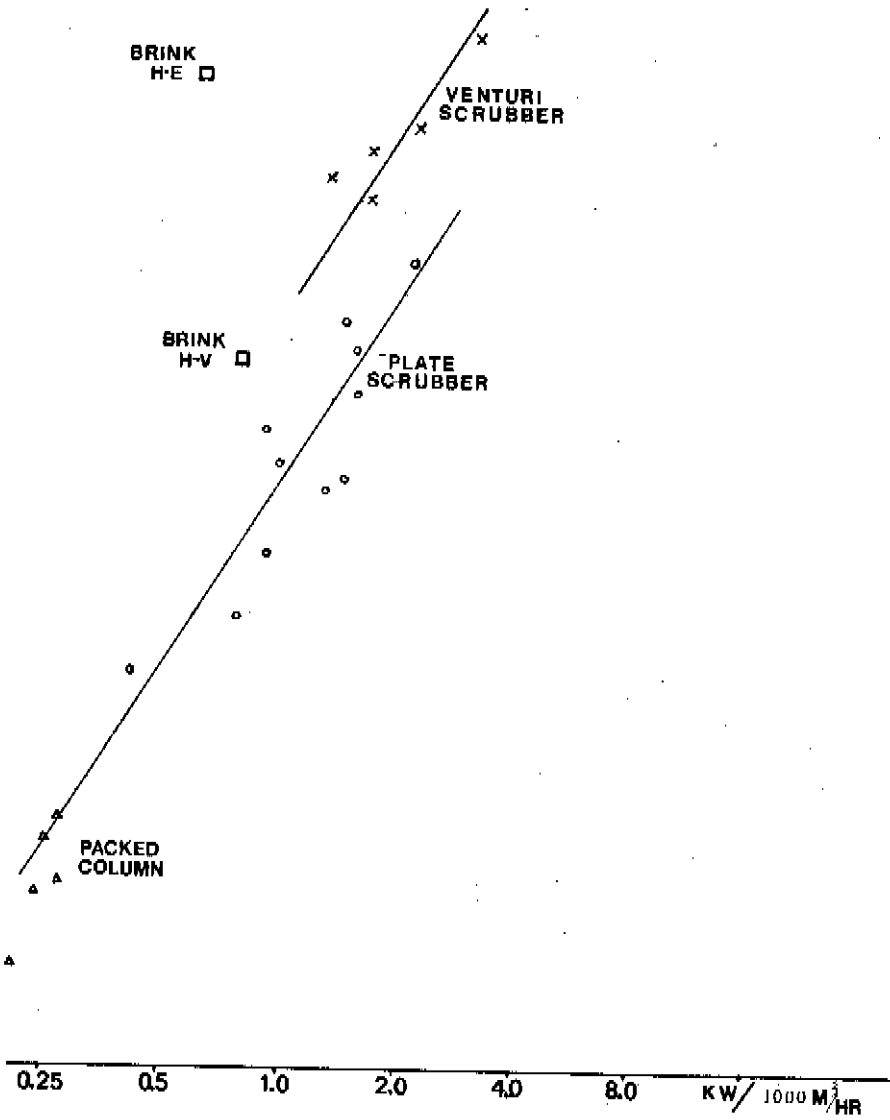 BRINK
H-E
VENTURI
SCRUBBER
BRINK
H-V
PLATE
SCRUBBER
PACKED
COLUMN
0.25 0.5 1.0 2.0 4.0 8.0 KW/ 1000 M³/HR